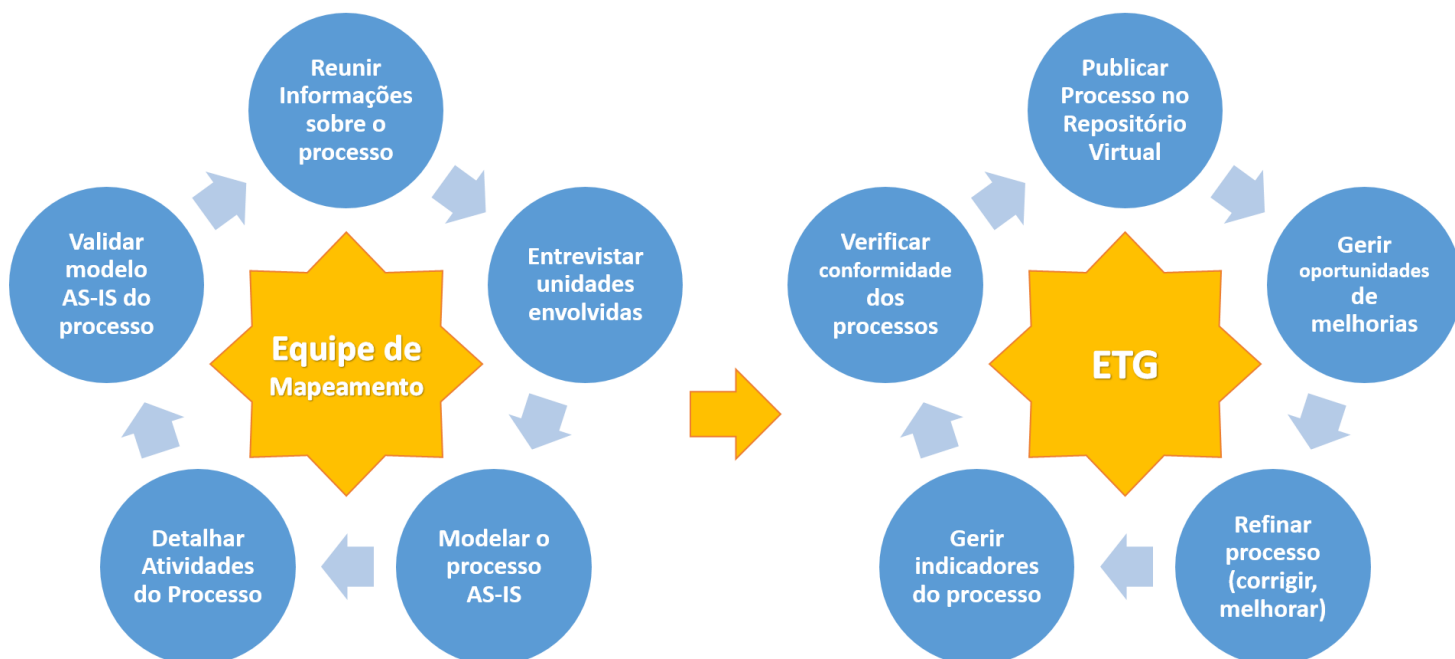 Reunir
Informações
sobre o
processo
Entrevistar
unidades
envolvidas
Modelar o
processo
AS-IS
Detalhar
Atividades
do Processo
Validar
modelo
AS-IS do
processo
Equipe de
Mapeamento
Publicar
Processo no
Repositório
Virtual
Gerir
oportunidades
de
melhorias
Refinar
processo
(corrigir,
melhorar)
Gerir
indicadores
do processo
Verificar
conformidade
dos
processos
ETG